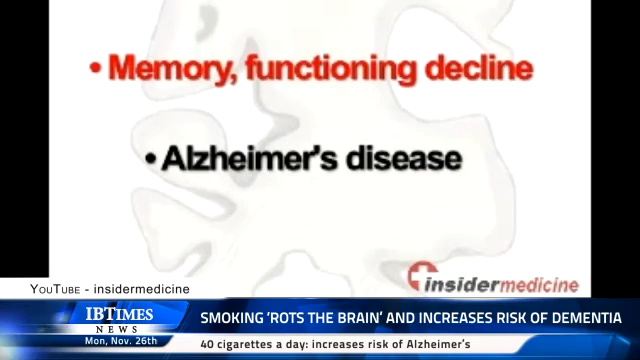 • Memory, functioning decline
• Alzheimer's disease
insidermedicine
YouTube - insidermedicine
IBTIMES
NEWS
Mon, Nov. 26th
SMOKING 'ROTS THE BRAIN' AND INCREASES RISK OF DEMENTIA
40 cigarettes a day: increases risk of Alzheimer's